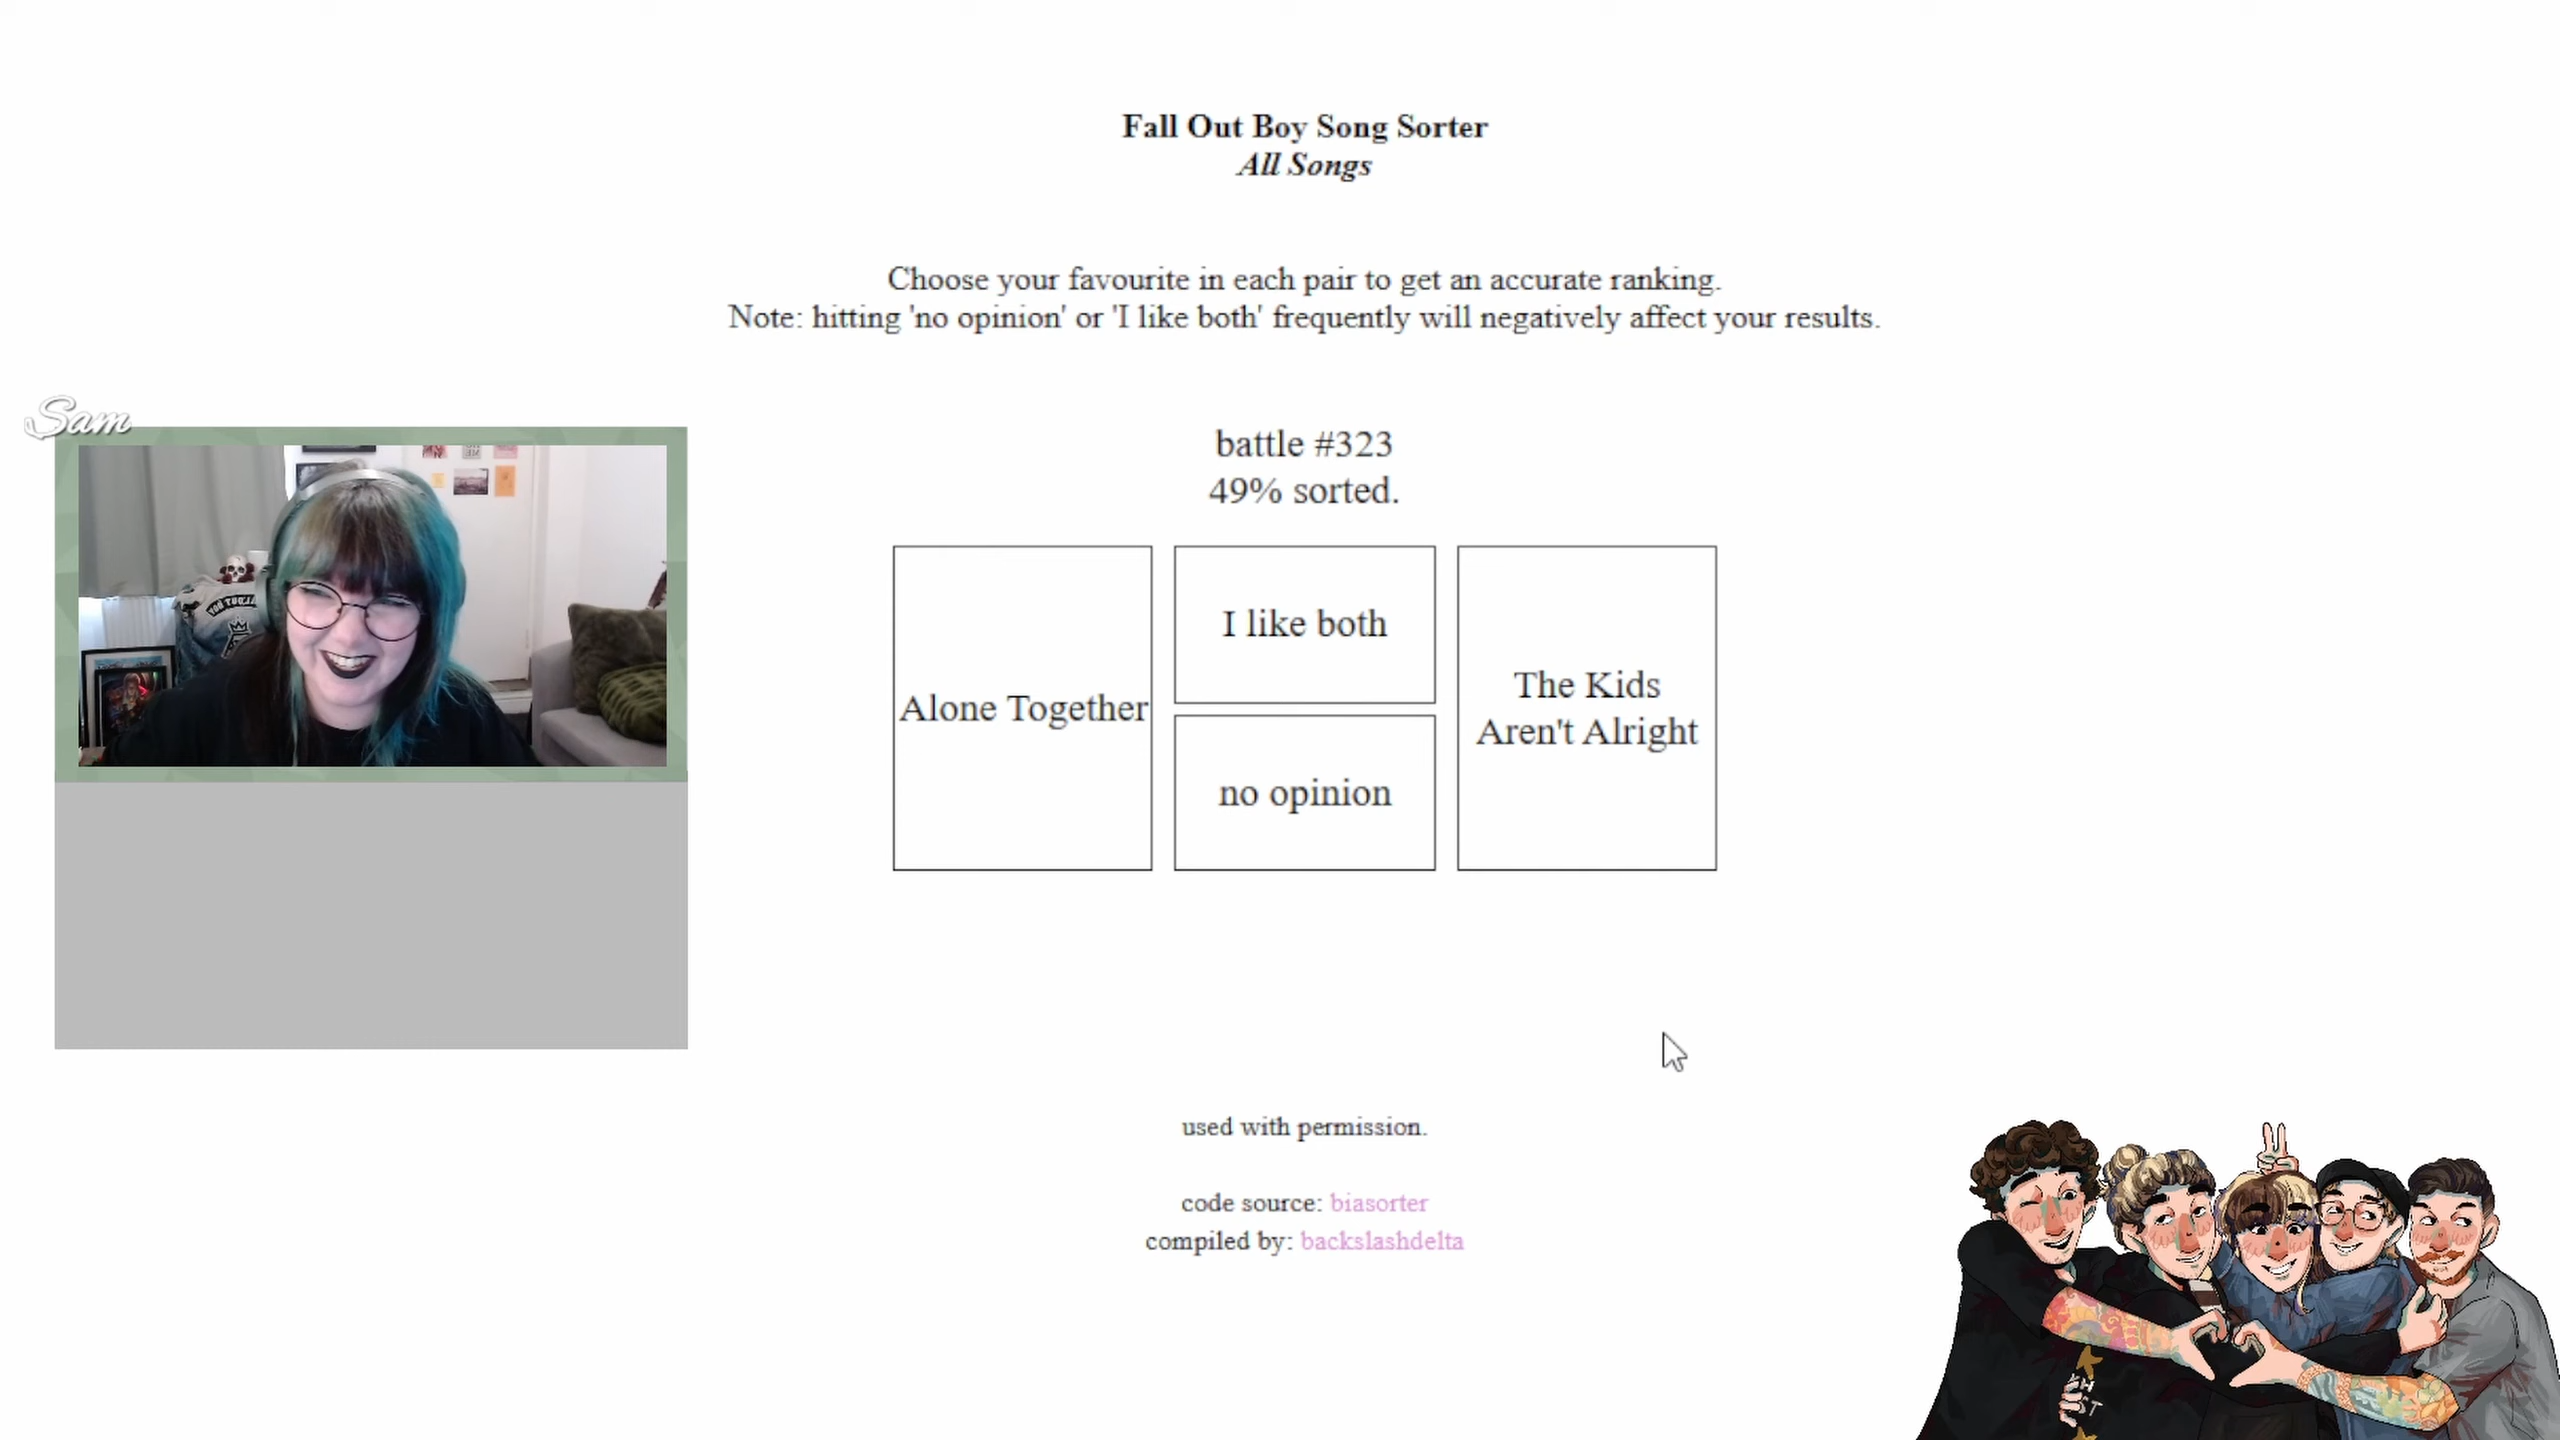 Fall Out Boy Song Sorter
All Songs
Choose your favourite in each pair to get an accurate ranking.
Note: hitting 'no opinion' or 'I like both' frequently will negatively affect your results.
Sam
battle #323
49% sorted.
Alone Together
I like both
no opinion
The Kids
Aren't Alright
used with permission.
code source: biasorter
compiled by: backslashdelta